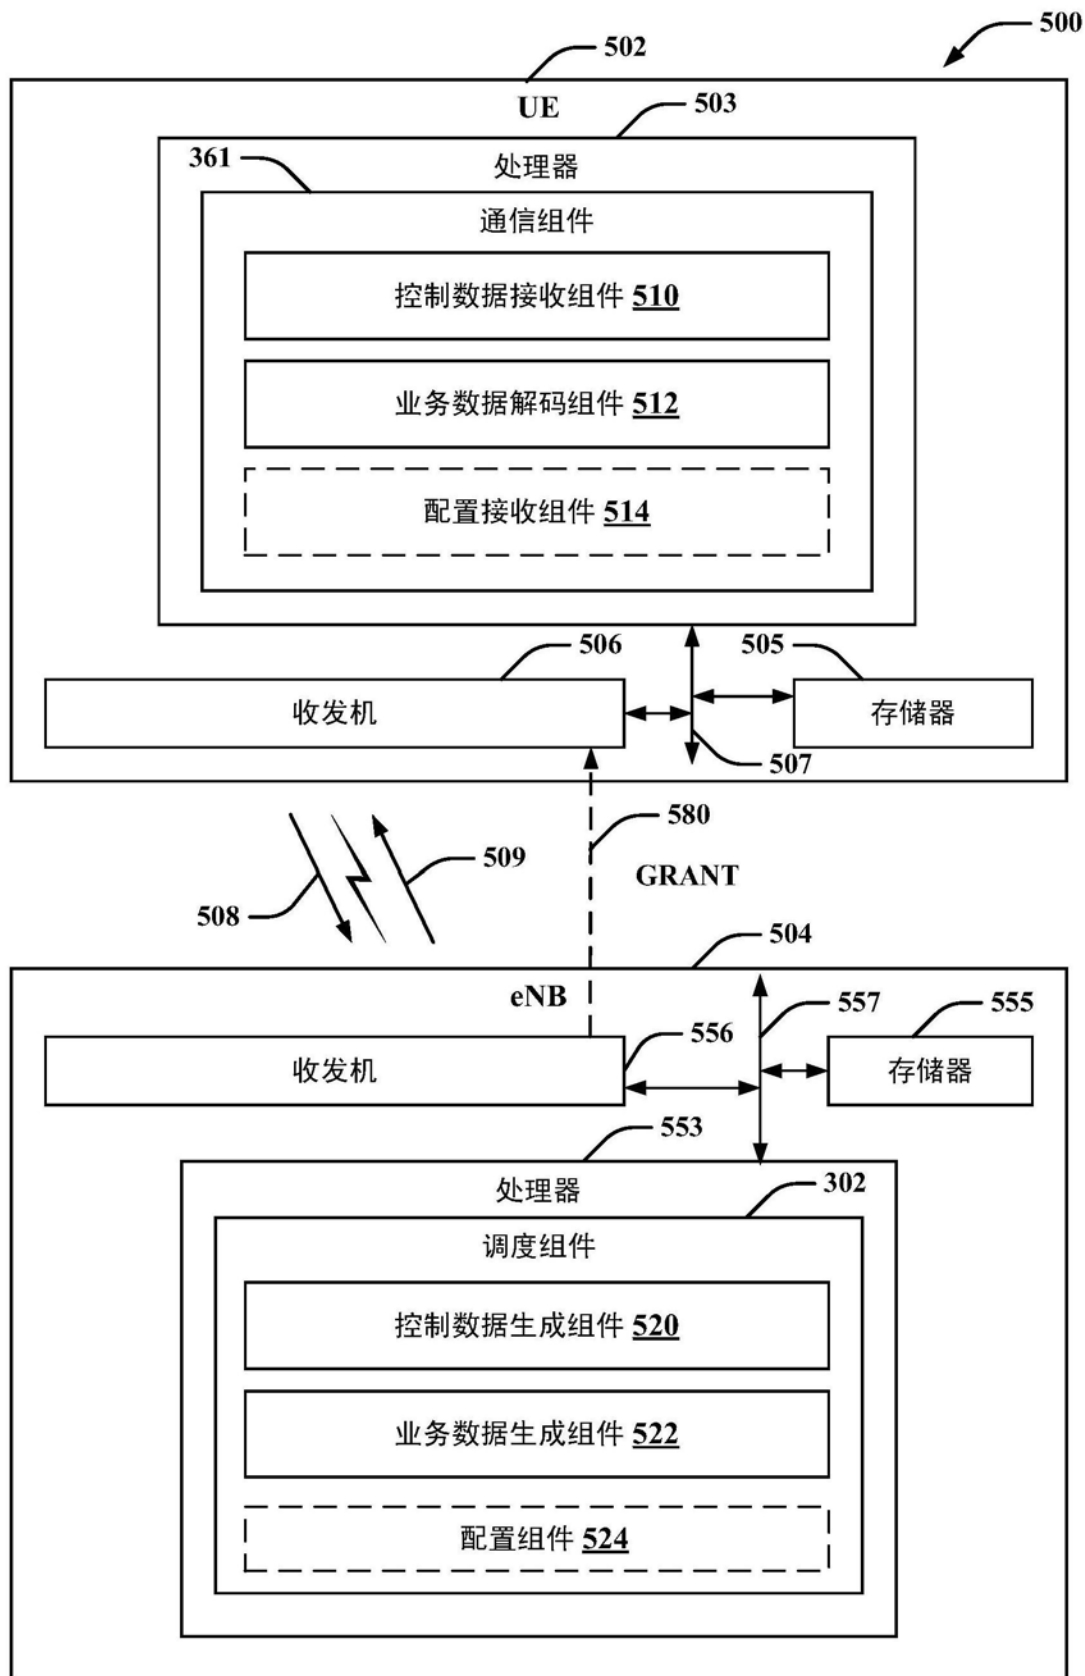 500
502
UE
503
361
处理器
通信组件
控制数据接收组件 510
业务数据解码组件 512
配置接收组件 514
506
505
收发机
存储器
507
580
509
GRANT
508
504
eNB
557
555
556
收发机
存储器
553
处理器
302
调度组件
控制数据生成组件 520
业务数据生成组件 522
配置组件 524